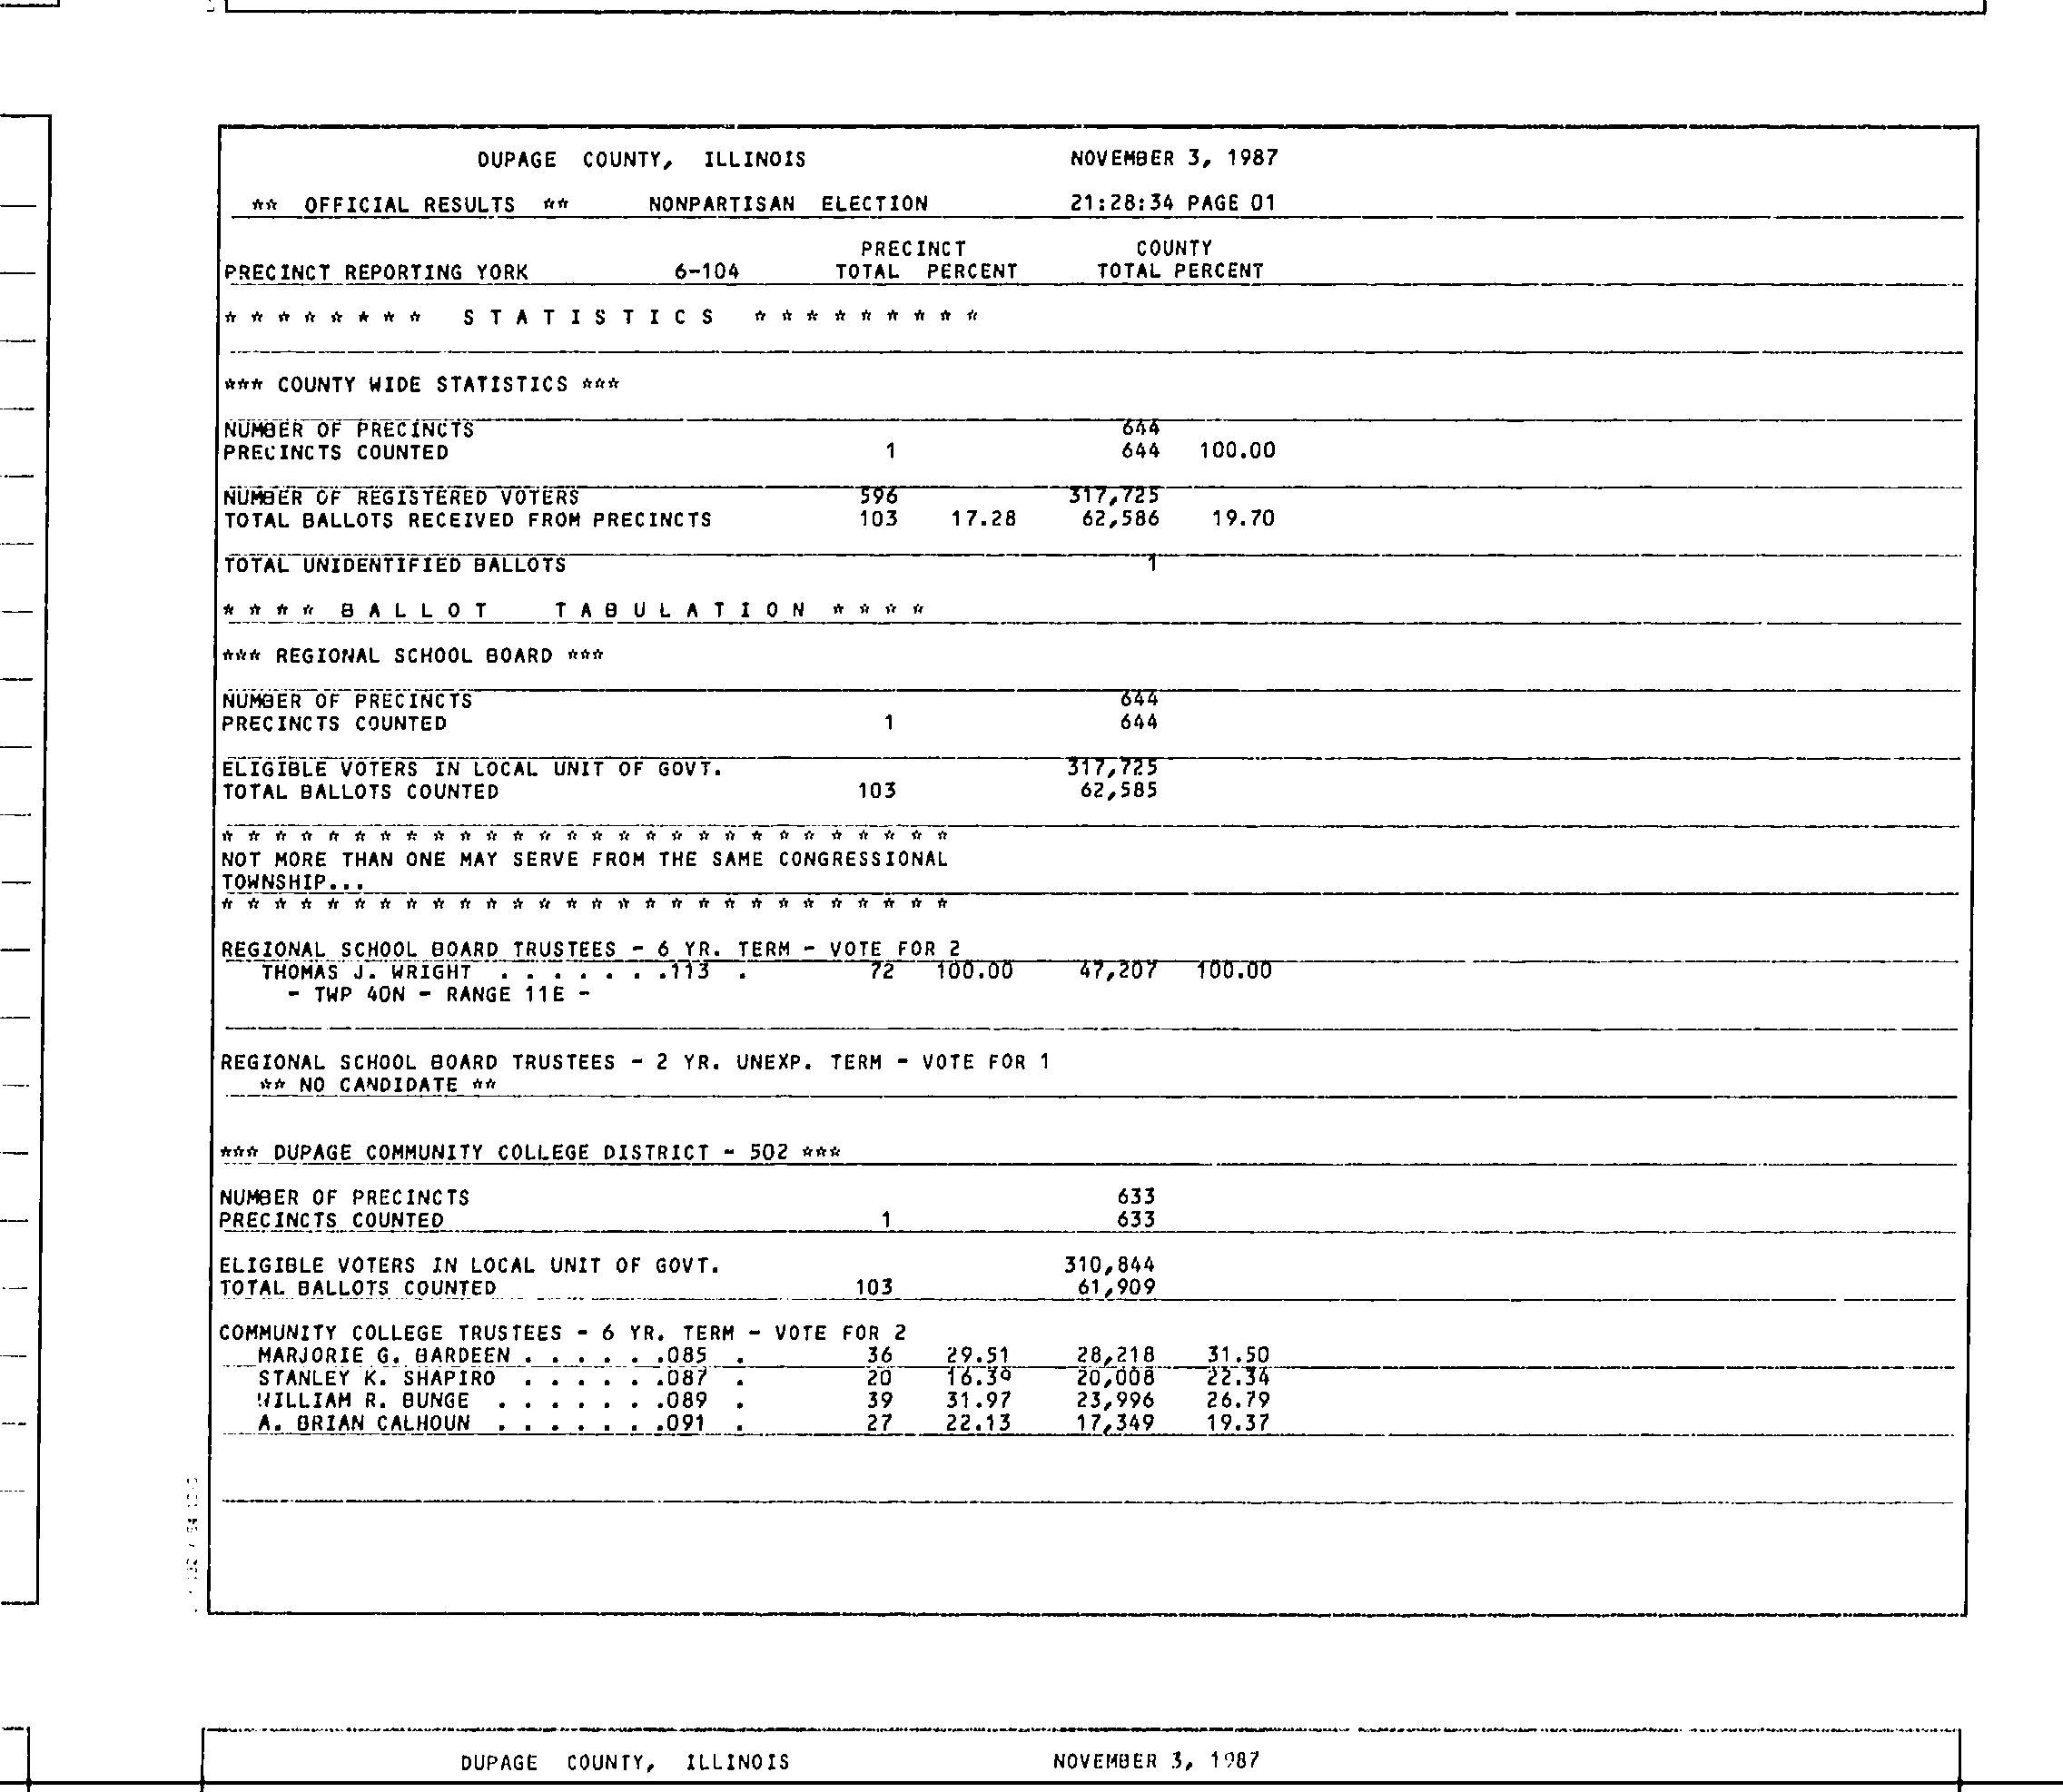 DUPAGE COUNTY, ILLINOIS NOVEMBER 3, 1987
** OFFICIAL RESULTS ** NONPARTISAN ELECTION 21:28:34 PAGE 01
PRECINCT COUNTY
PRECINCT REPORTING YORK 6-104 TOTAL PERCENT TOTAL PERCENT
* * * * * * * * S T A T I S T I C S * * * * * * * * *
*** COUNTY WIDE STATISTICS ***
NUMBER OF PRECINCTS 644
PRECINCTS COUNTED 1 644 100.00
NUMBER OF REGISTERED VOTERS 596 317,725
TOTAL BALLOTS RECEIVED FROM PRECINCTS 103 17.28 62,586 19.70
TOTAL UNIDENTIFIED BALLOTS 1
* * * * B A L L O T T A B U L A T I O N * * * *
*** REGIONAL SCHOOL BOARD ***
NUMBER OF PRECINCTS 644
PRECINCTS COUNTED 1 644
ELIGIBLE VOTERS IN LOCAL UNIT OF GOVT. 317,725
TOTAL BALLOTS COUNTED 103 62,585
* * * * * * * * * * * * * * * * * * * * * * * * * * * *
NOT MORE THAN ONE MAY SERVE FROM THE SAME CONGRESSIONAL
TOWNSHIP...
* * * * * * * * * * * * * * * * * * * * * * * * * * * *
REGIONAL SCHOOL BOARD TRUSTEES - 6 YR. TERM - VOTE FOR 2
THOMAS J. WRIGHT . . . . . . .113 . 72 100.00 47,207 100.00
- TWP 40N - RANGE 11E -
REGIONAL SCHOOL BOARD TRUSTEES - 2 YR. UNEXP. TERM - VOTE FOR 1
** NO CANDIDATE **
*** DUPAGE COMMUNITY COLLEGE DISTRICT - 502 ***
NUMBER OF PRECINCTS 633
PRECINCTS COUNTED 1 633
ELIGIBLE VOTERS IN LOCAL UNIT OF GOVT. 310,844
TOTAL BALLOTS COUNTED 103 61,909
COMMUNITY COLLEGE TRUSTEES - 6 YR. TERM - VOTE FOR 2
MARJORIE G. BARDEEN . . . . . .085 . 36 29.51 28,218 31.50
STANLEY K. SHAPIRO . . . . . .087 . 20 16.39 20,008 22.34
WILLIAM R. BUNGE . . . . . . .089 . 39 31.97 23,996 26.79
A. BRIAN CALHOUN . . . . . . .091 . 27 22.13 17,349 19.37
DUPAGE COUNTY, ILLINOIS NOVEMBER 3, 1987